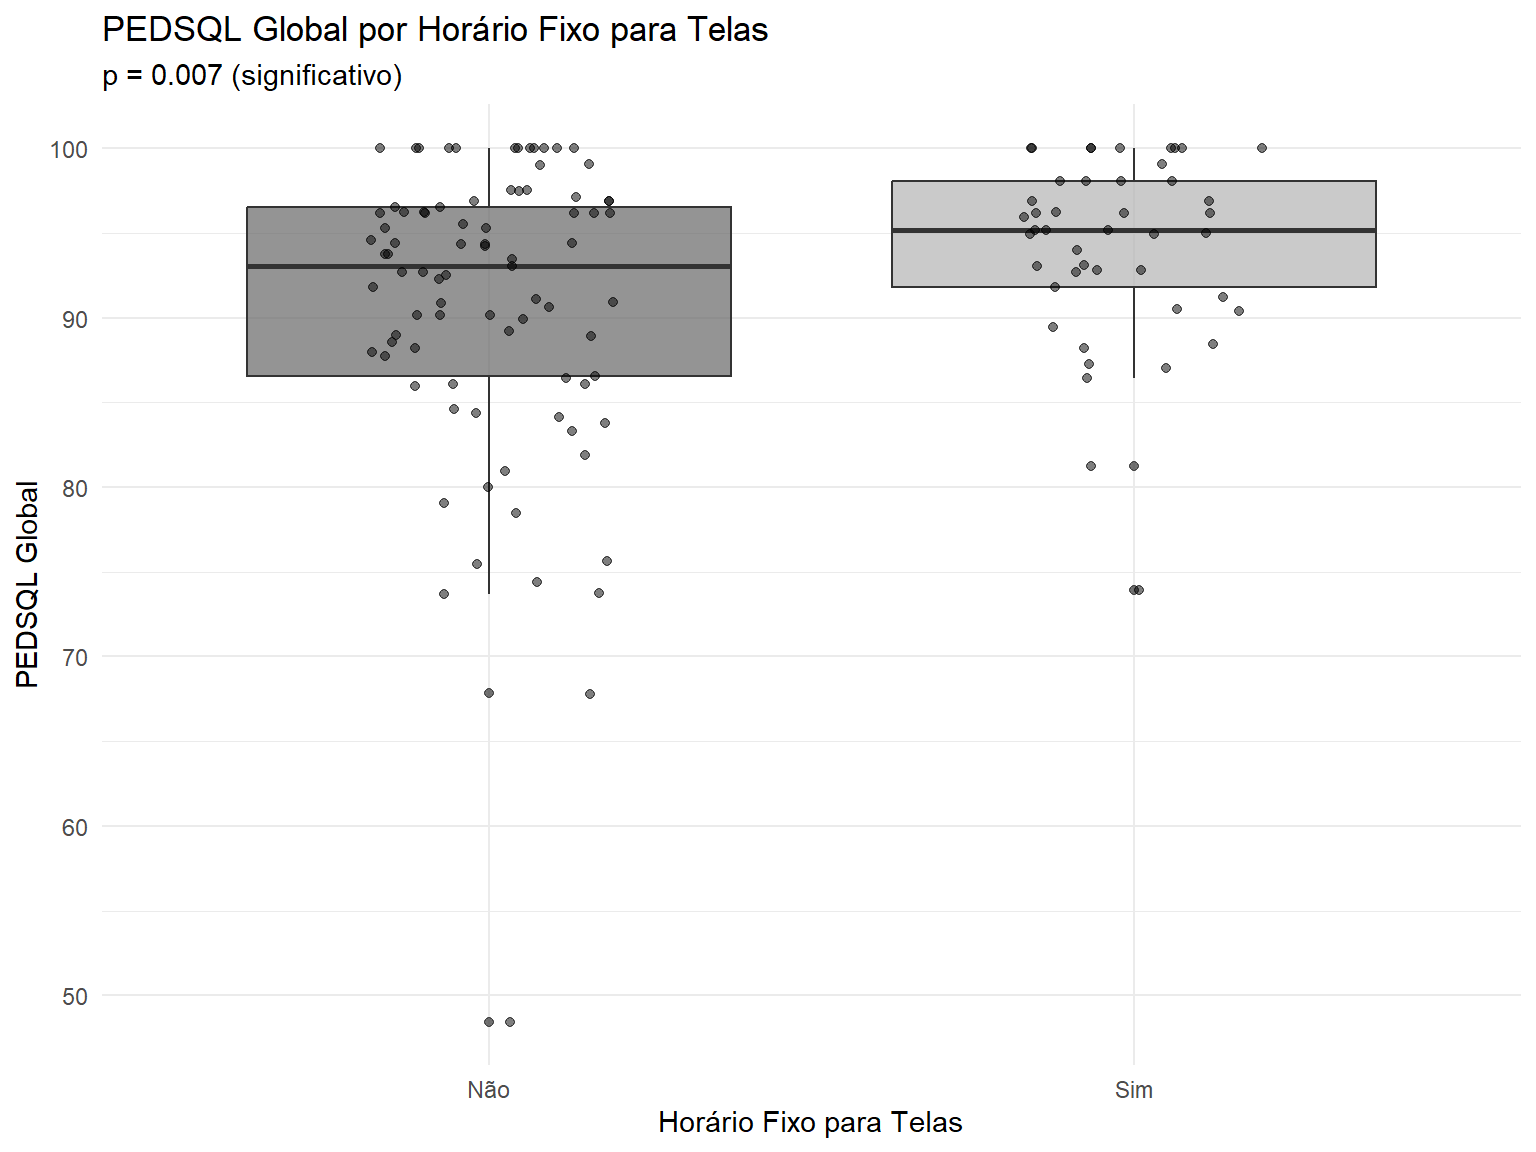 PEDSQL Global por Horário Fixo para Telas
p = 0.007 (significativo)
100
90
80
70
60
50
PEDSQL Global
Não
Sim
Horário Fixo para Telas